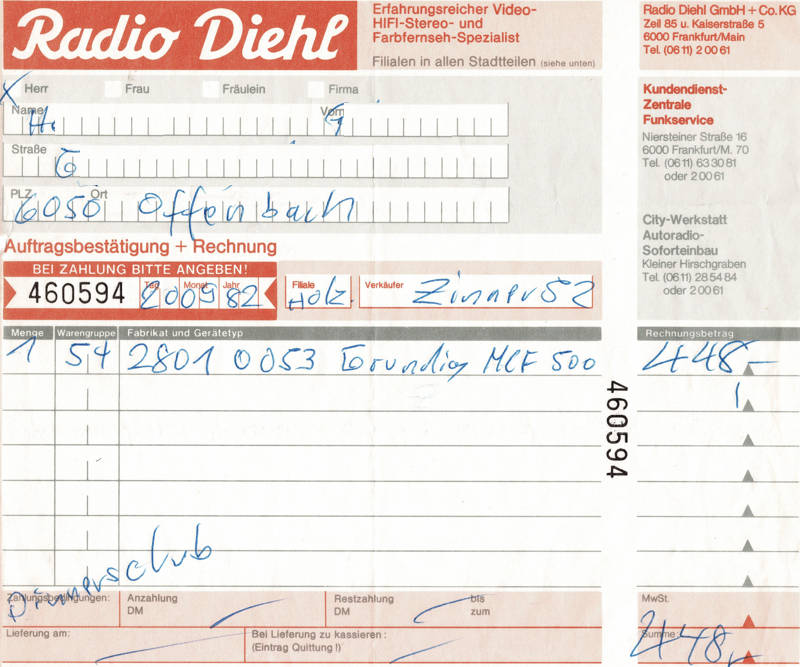 Radio Diehl
Erfahrungsreicher Video-
HIFI-Stereo- und
Farbfernseh-Spezialist
Filialen in allen Stadtteilen (siehe unten)
Radio Diehl GmbH + Co. KG
Zeil 85 u. Kaiserstraße 5
6000 Frankfurt/Main
Tel. (06 11) 2 00 61
X Herr Frau Fräulein Firma
Name H. Vorn G
Straße G
PLZ Ort
6050 Offenbach
Kundendienst-
Zentrale
Funkservice
Niersteiner Straße 16
6000 Frankfurt/M. 70
Tel. (06 11) 63 30 81
oder 2 00 61
City-Werkstatt
Autoradio-
Soforteinbau
Kleiner Hirschgraben
Tel. (06 11) 28 54 84
oder 2 00 61
Auftragsbestätigung + Rechnung
BEI ZAHLUNG BITTE ANGEBEN!
460594 Tag Monat Jahr 200982 Filiale Holz. Verkäufer Zinner 52
Menge Warengruppe Fabrikat und Gerätetyp Rechnungsbetrag
1 54 2801 0053 Grundig MCF 500 448,-
460594
Dinnersclub
Zahlungsbedingungen: Anzahlung DM Restzahlung DM bis zum MwSt.
Lieferung am: Bei Lieferung zu kassieren: Summe: 448,-
(Eintrag Quittung!)